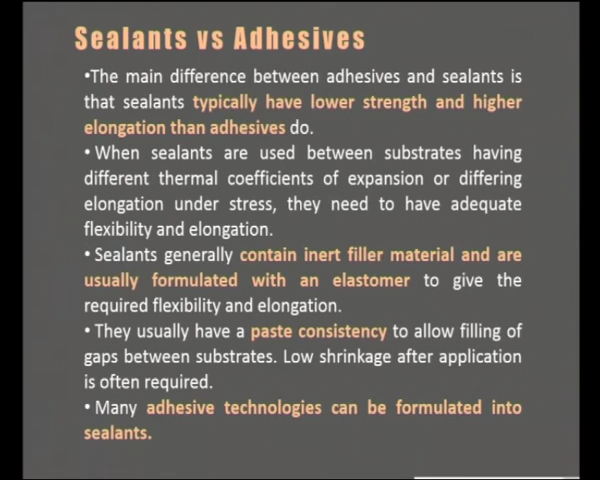 Sealants vs Adhesives
•The main difference between adhesives and sealants is
that sealants typically have lower strength and higher
elongation than adhesives do.
• When sealants are used between substrates having
different thermal coefficients of expansion or differing
elongation under stress, they need to have adequate
flexibility and elongation.
• Sealants generally contain inert filler material and are
usually formulated with an elastomer to give the
required flexibility and elongation.
• They usually have a paste consistency to allow filling of
gaps between substrates. Low shrinkage after application
is often required.
• Many adhesive technologies can be formulated into
sealants.